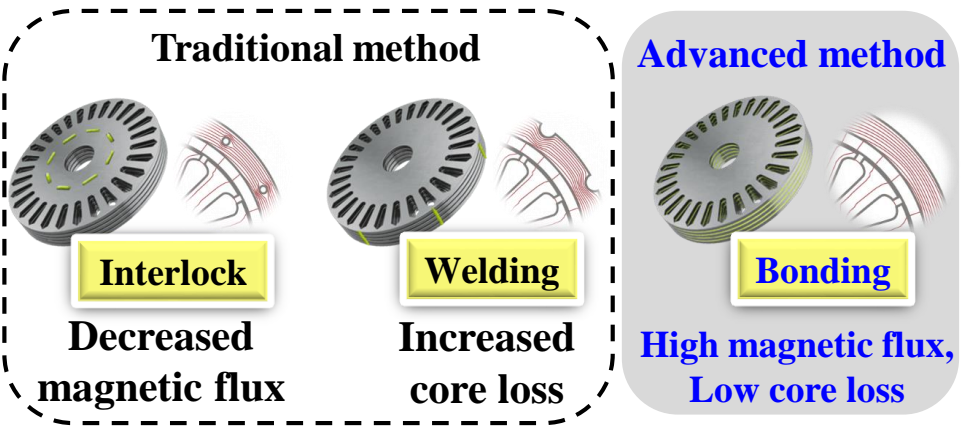 Traditional method
Interlock
Decreased
magnetic flux
Welding
Increased
core loss
Advanced method
Bonding
High magnetic flux,
Low core loss